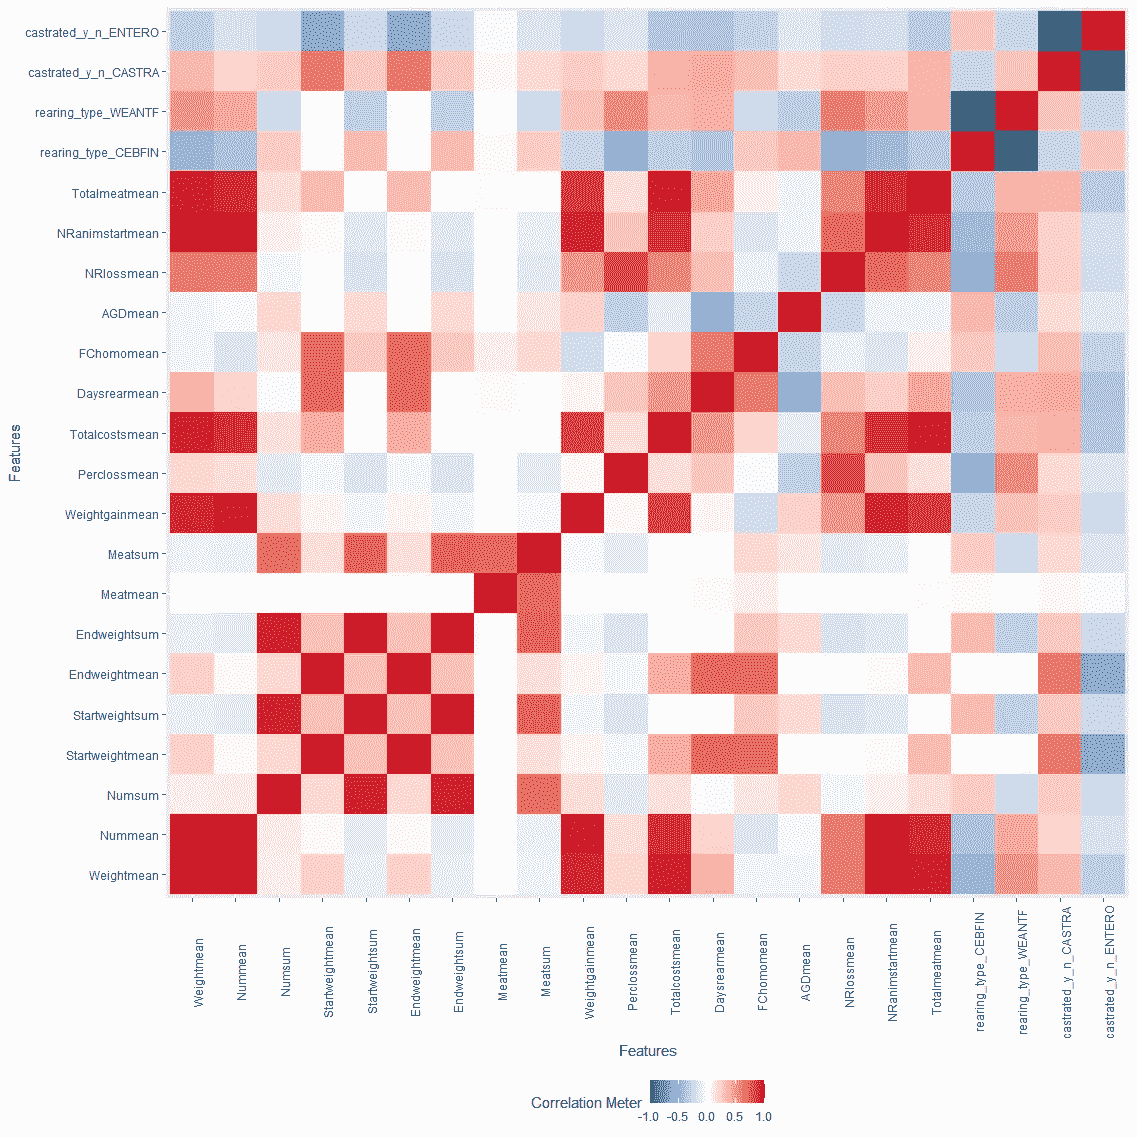 castrated_y_n_ENTERO
castrated_y_n_CASTRA
rearing_type_WEANTF
rearing_type_CEBFIN
Totalmeatmean
NRanimstartmean
NRlossmean
AGDmean
FChomomean
Daysrearmean
Totalcostsmean
Perclossmean
Weightgainmean
Meatsum
Meatmean
Endweightsum
Endweightmean
Startweightsum
Startweightmean
Numsum
Nummean
Weightmean
Features
Weightmean
Nummean
Numsum
Startweightmean
Startweightsum
Endweightmean
Endweightsum
Meatmean
Meatsum
Weightgainmean
Perclossmean
Totalcostsmean
Daysrearmean
FChomomean
AGDmean
NRlossmean
NRanimstartmean
Totalmeatmean
rearing_type_CEBFIN
rearing_type_WEANTF
castrated_y_n_CASTRA
castrated_y_n_ENTERO
Features
Correlation Meter
-1.0 -0.5 0.0 0.5 1.0